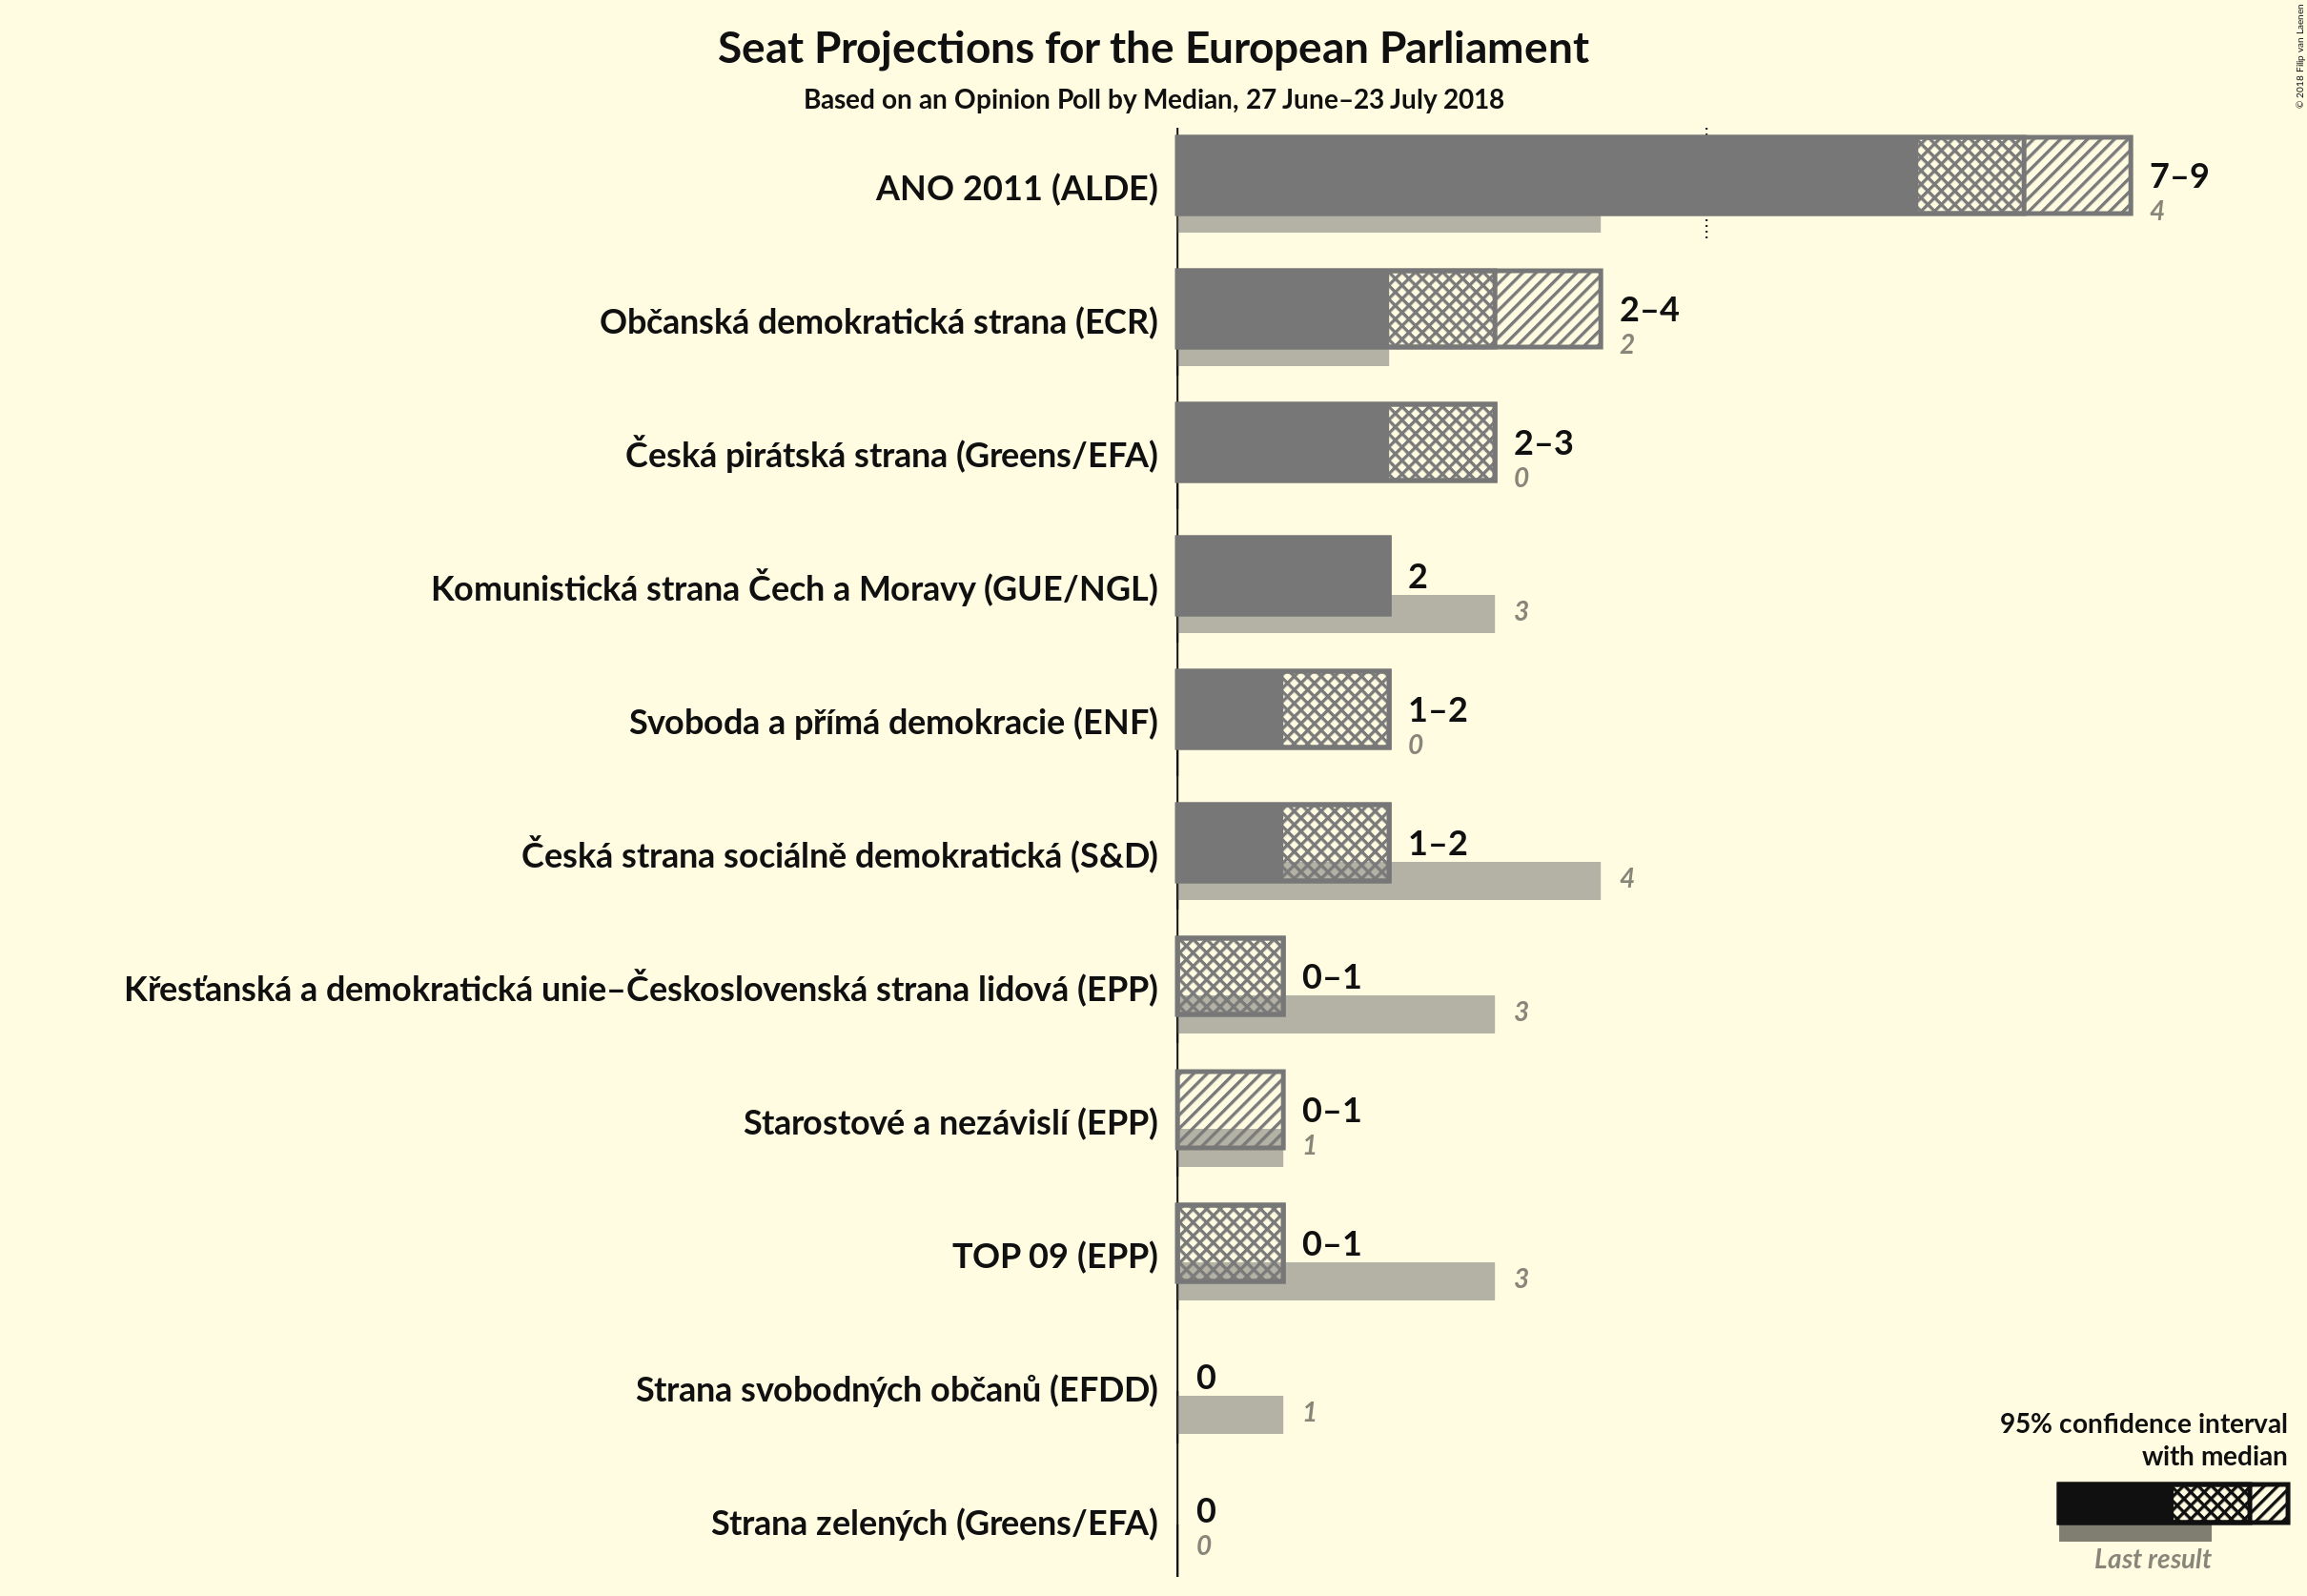 Seat Projections for the European Parliament
Based on an Opinion Poll by Median, 27 June–23 July 2018
© 2018 Filip van Laenen
ANO 2011 (ALDE)
7–9
4
Občanská demokratická strana (ECR)
2–4
2
Česká pirátská strana (Greens/EFA)
2–3
0
Komunistická strana Čech a Moravy (GUE/NGL)
2
3
Svoboda a přímá demokracie (ENF)
1–2
0
Česká strana sociálně demokratická (S&D)
1–2
4
Křesťanská a demokratická unie–Československá strana lidová (EPP)
0–1
3
Starostové a nezávislí (EPP)
0–1
1
TOP 09 (EPP)
0–1
3
Strana svobodných občanů (EFDD)
0
1
Strana zelených (Greens/EFA)
0
0
95% confidence interval
with median
Last result